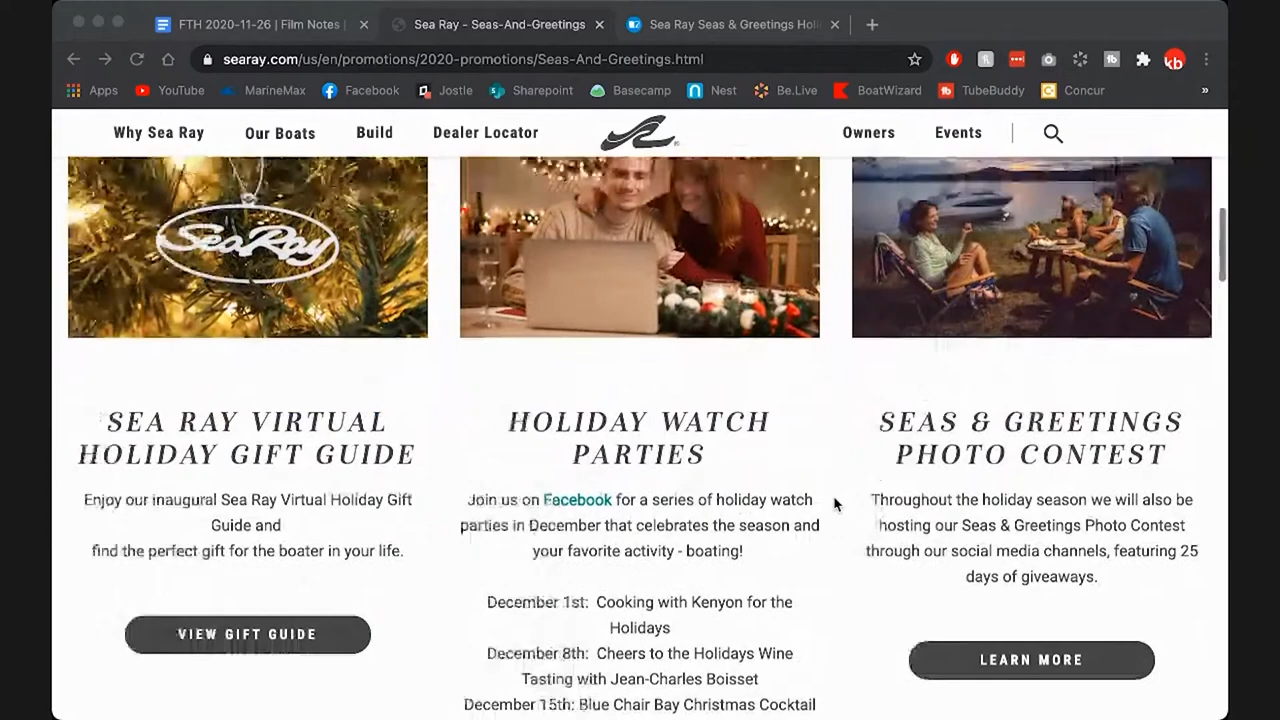 FTH 2020-11-26 | Film Notes |
Sea Ray - Seas-And-Greetings
Sea Ray Seas & Greetings Holi
searay.com/us/en/promotions/2020-promotions/Seas-And-Greetings.html
kb
Apps YouTube MarineMax Facebook Jostle Sharepoint Basecamp Nest Be.Live BoatWizard TubeBuddy Concur »
Why Sea Ray Our Boats Build Dealer Locator Owners Events
SeaRay
SEA RAY VIRTUAL
HOLIDAY GIFT GUIDE
Enjoy our inaugural Sea Ray Virtual Holiday Gift
Guide and
find the perfect gift for the boater in your life.
VIEW GIFT GUIDE
HOLIDAY WATCH
PARTIES
Join us on Facebook for a series of holiday watch
parties in December that celebrates the season and
your favorite activity - boating!
December 1st: Cooking with Kenyon for the
Holidays
December 8th: Cheers to the Holidays Wine
Tasting with Jean-Charles Boisset
December 15th: Blue Chair Bay Christmas Cocktail
SEAS & GREETINGS
PHOTO CONTEST
Throughout the holiday season we will also be
hosting our Seas & Greetings Photo Contest
through our social media channels, featuring 25
days of giveaways.
LEARN MORE